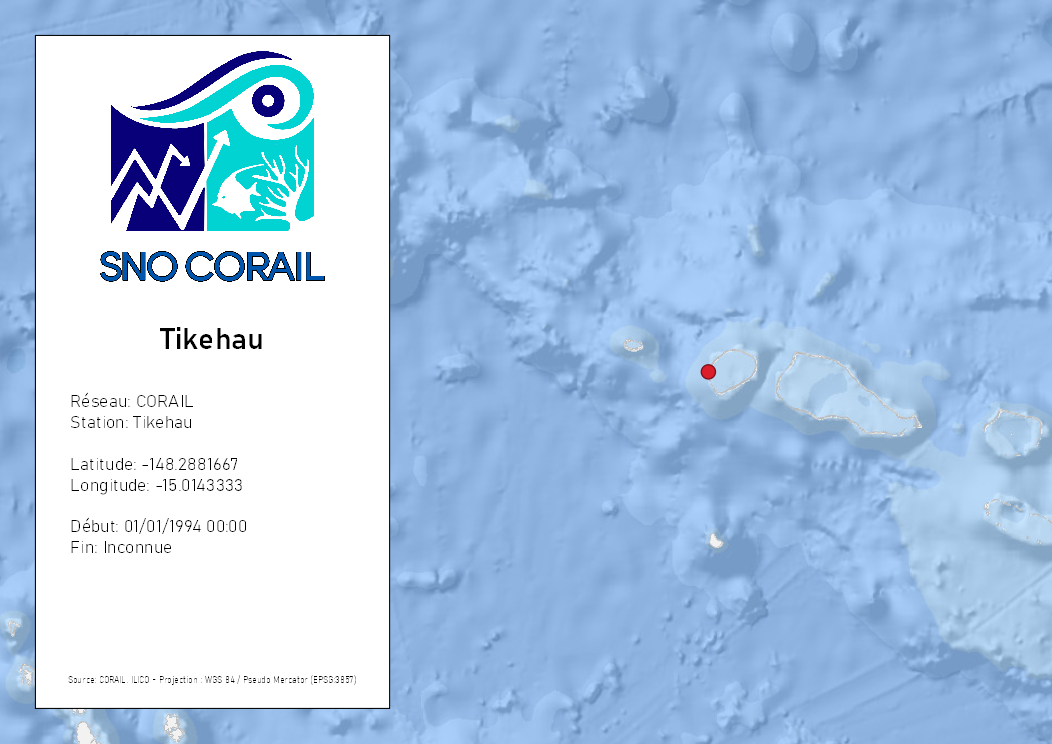 SNO CORAIL
Tikehau
Réseau: CORAIL
Station: Tikehau
Latitude: -148.2881667
Longitude: -15.0143333
Début: 01/01/1994 00:00
Fin: Inconnue
Source: CORAIL, ILICO - Projection : WGS 84 / Pseudo Mercator (EPSG:3857)